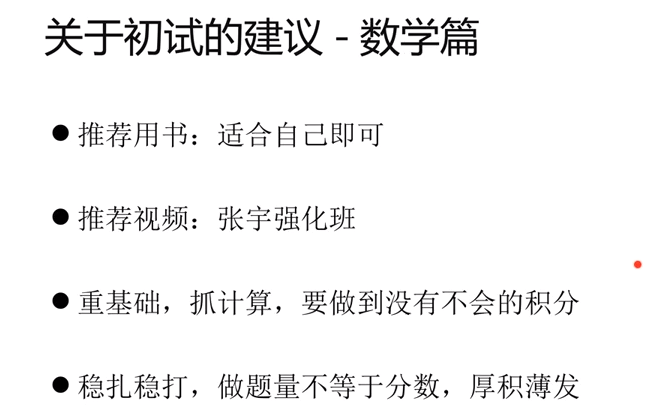 关于初试的建议 - 数学篇
● 推荐用书：适合自己即可
● 推荐视频：张宇强化班
● 重基础，抓计算，要做到没有不会的积分
● 稳扎稳打，做题量不等于分数，厚积薄发